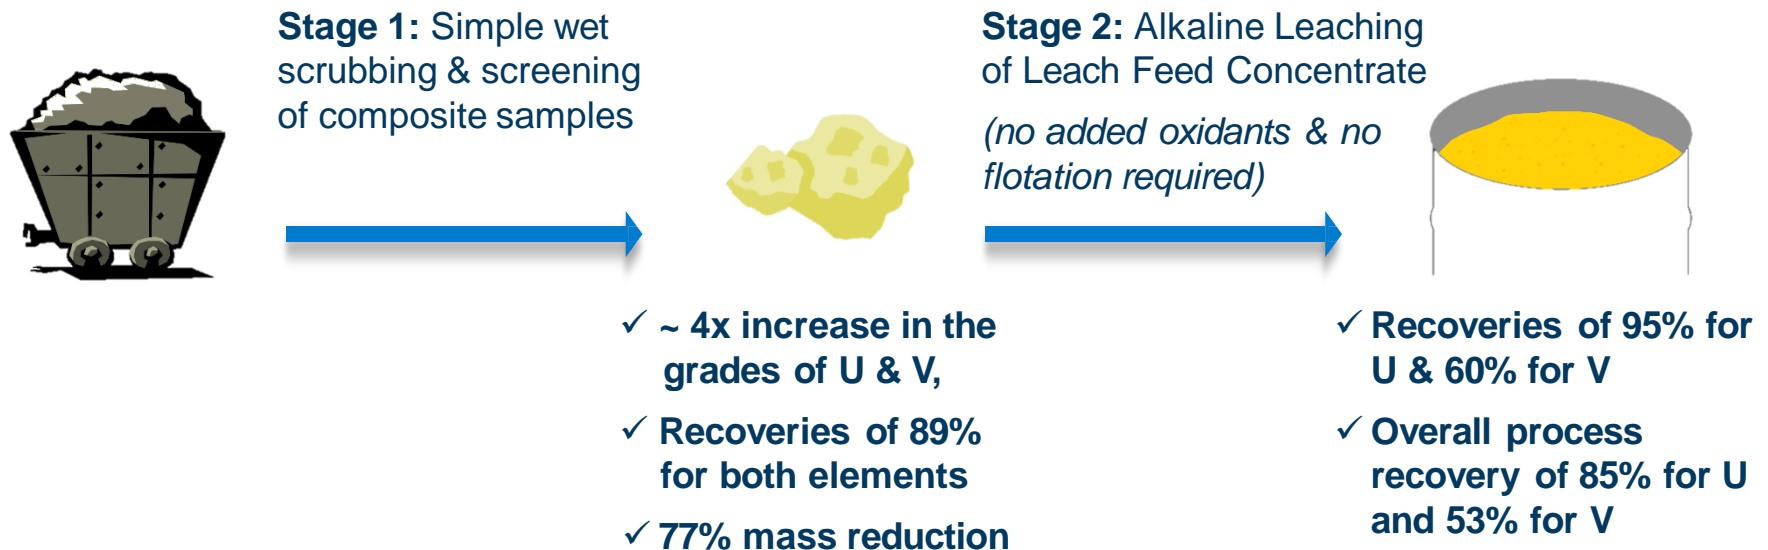 Stage 1: Simple wet
scrubbing & screening
of composite samples
✓ ~ 4x increase in the
grades of U & V,
✓ Recoveries of 89%
for both elements
✓ 77% mass reduction
Stage 2: Alkaline Leaching
of Leach Feed Concentrate
(no added oxidants & no
flotation required)
✓ Recoveries of 95% for
U & 60% for V
✓ Overall process
recovery of 85% for U
and 53% for V